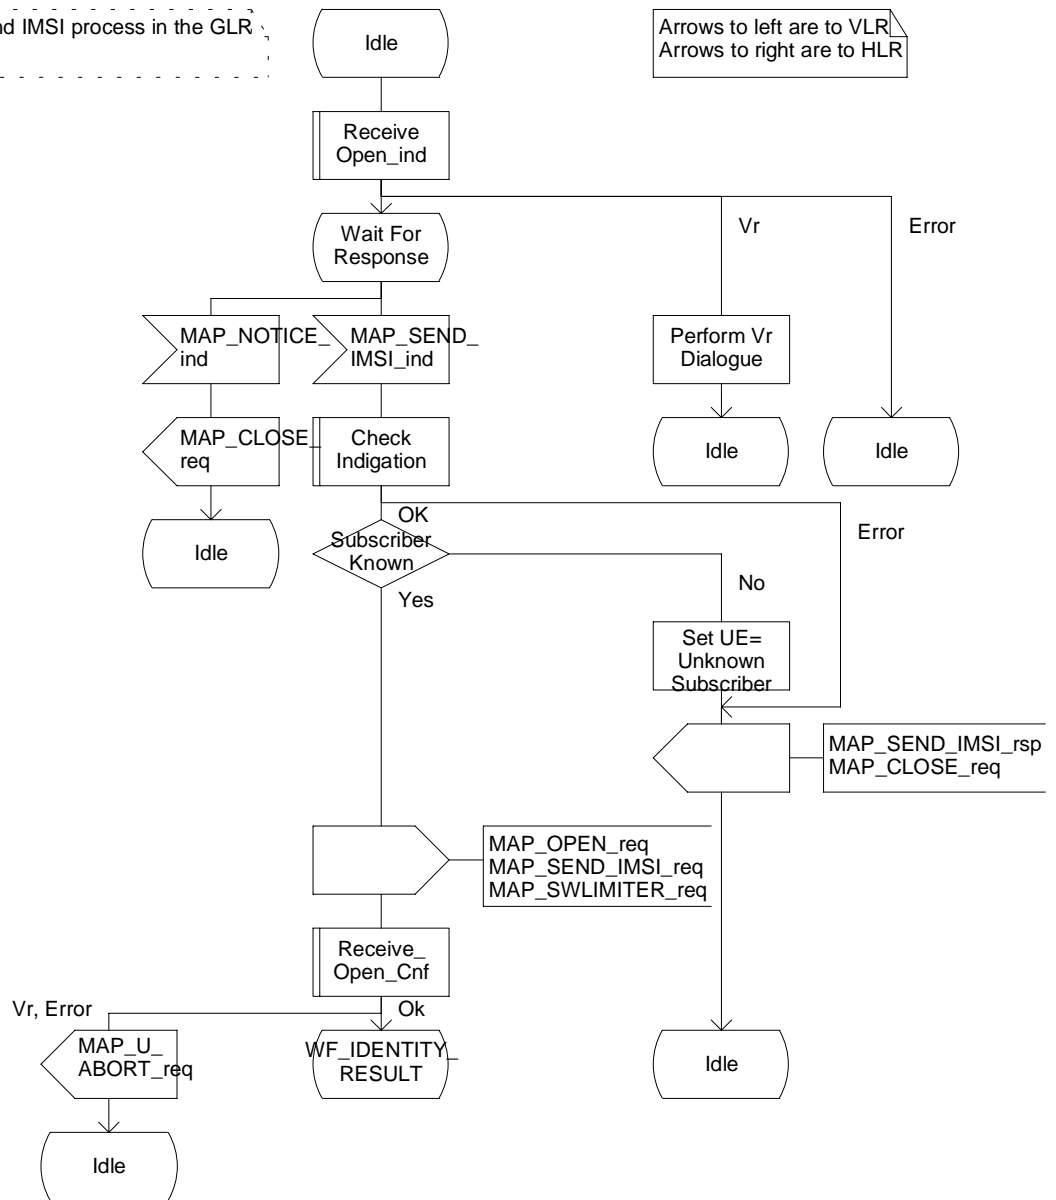 nd IMSI process in the GLR
Idle
Arrows to left are to VLR
Arrows to right are to HLR
Receive
Open_ind
Wait For
Response
Vr
Error
MAP_NOTICE_
ind
MAP_SEND_
IMSI_ind
Perform Vr
Dialogue
MAP_CLOSE_
req
Check
Indigation
Idle
Idle
Idle
OK
Error
Subscriber
Known
No
Yes
Set UE=
Unknown
Subscriber
MAP_SEND_IMSI_rsp
MAP_CLOSE_req
MAP_OPEN_req
MAP_SEND_IMSI_req
MAP_SWLIMITER_req
Receive_
Open_Cnf
Vr, Error
Ok
MAP_U_
ABORT_req
WF_IDENTITY_
RESULT
Idle
Idle